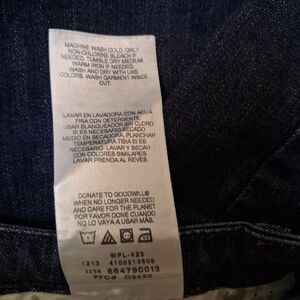 MACHINE WASH COLD. ONLY
NON-CHLORINE BLEACH IF
NEEDED. TUMBLE DRY MEDIUM
WARM IRON IF NEEDED.
WASH AND DRY WITH LIKE
COLORS. WASH GARMENT INSIDE
OUT.
LAVAR EN LAVADORA CON AGUA
FRIA CON DETERGENTE
USAR BLANQUEADOR SIN CLORO
SI ES NECESARIO SECADO
MEDIO EN SECADORA, PLANCHAR
TEMPERATURA TIBIA SI ES
NECESARIO LAVAR Y SECAR
CON COLORES SIMILARES
LAVAR PRENDA AL REVES.
DONATE TO GOODWILL®
WHEN NO LONGER NEEDED
AND CARE FOR THE PLANET
POR FAVOR DONE CUANDO
NO LO VAYA A USAR MAS
WPL-423
1213 4100213602
3356 664790013